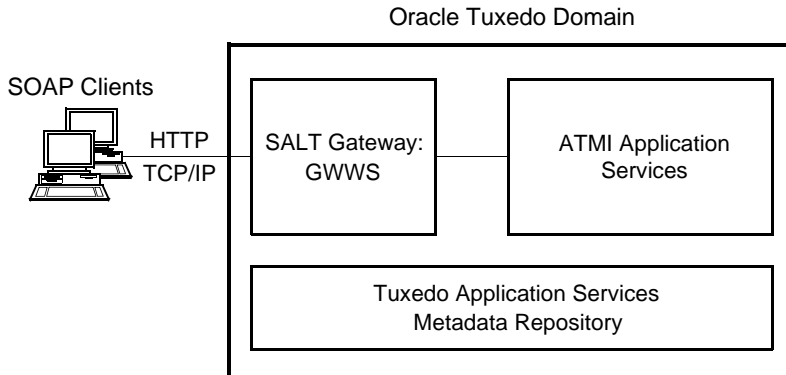 Oracle Tuxedo Domain
SOAP Clients
HTTP
TCP/IP
SALT Gateway:
GWWS
ATMI Application
Services
Tuxedo Application Services
Metadata Repository